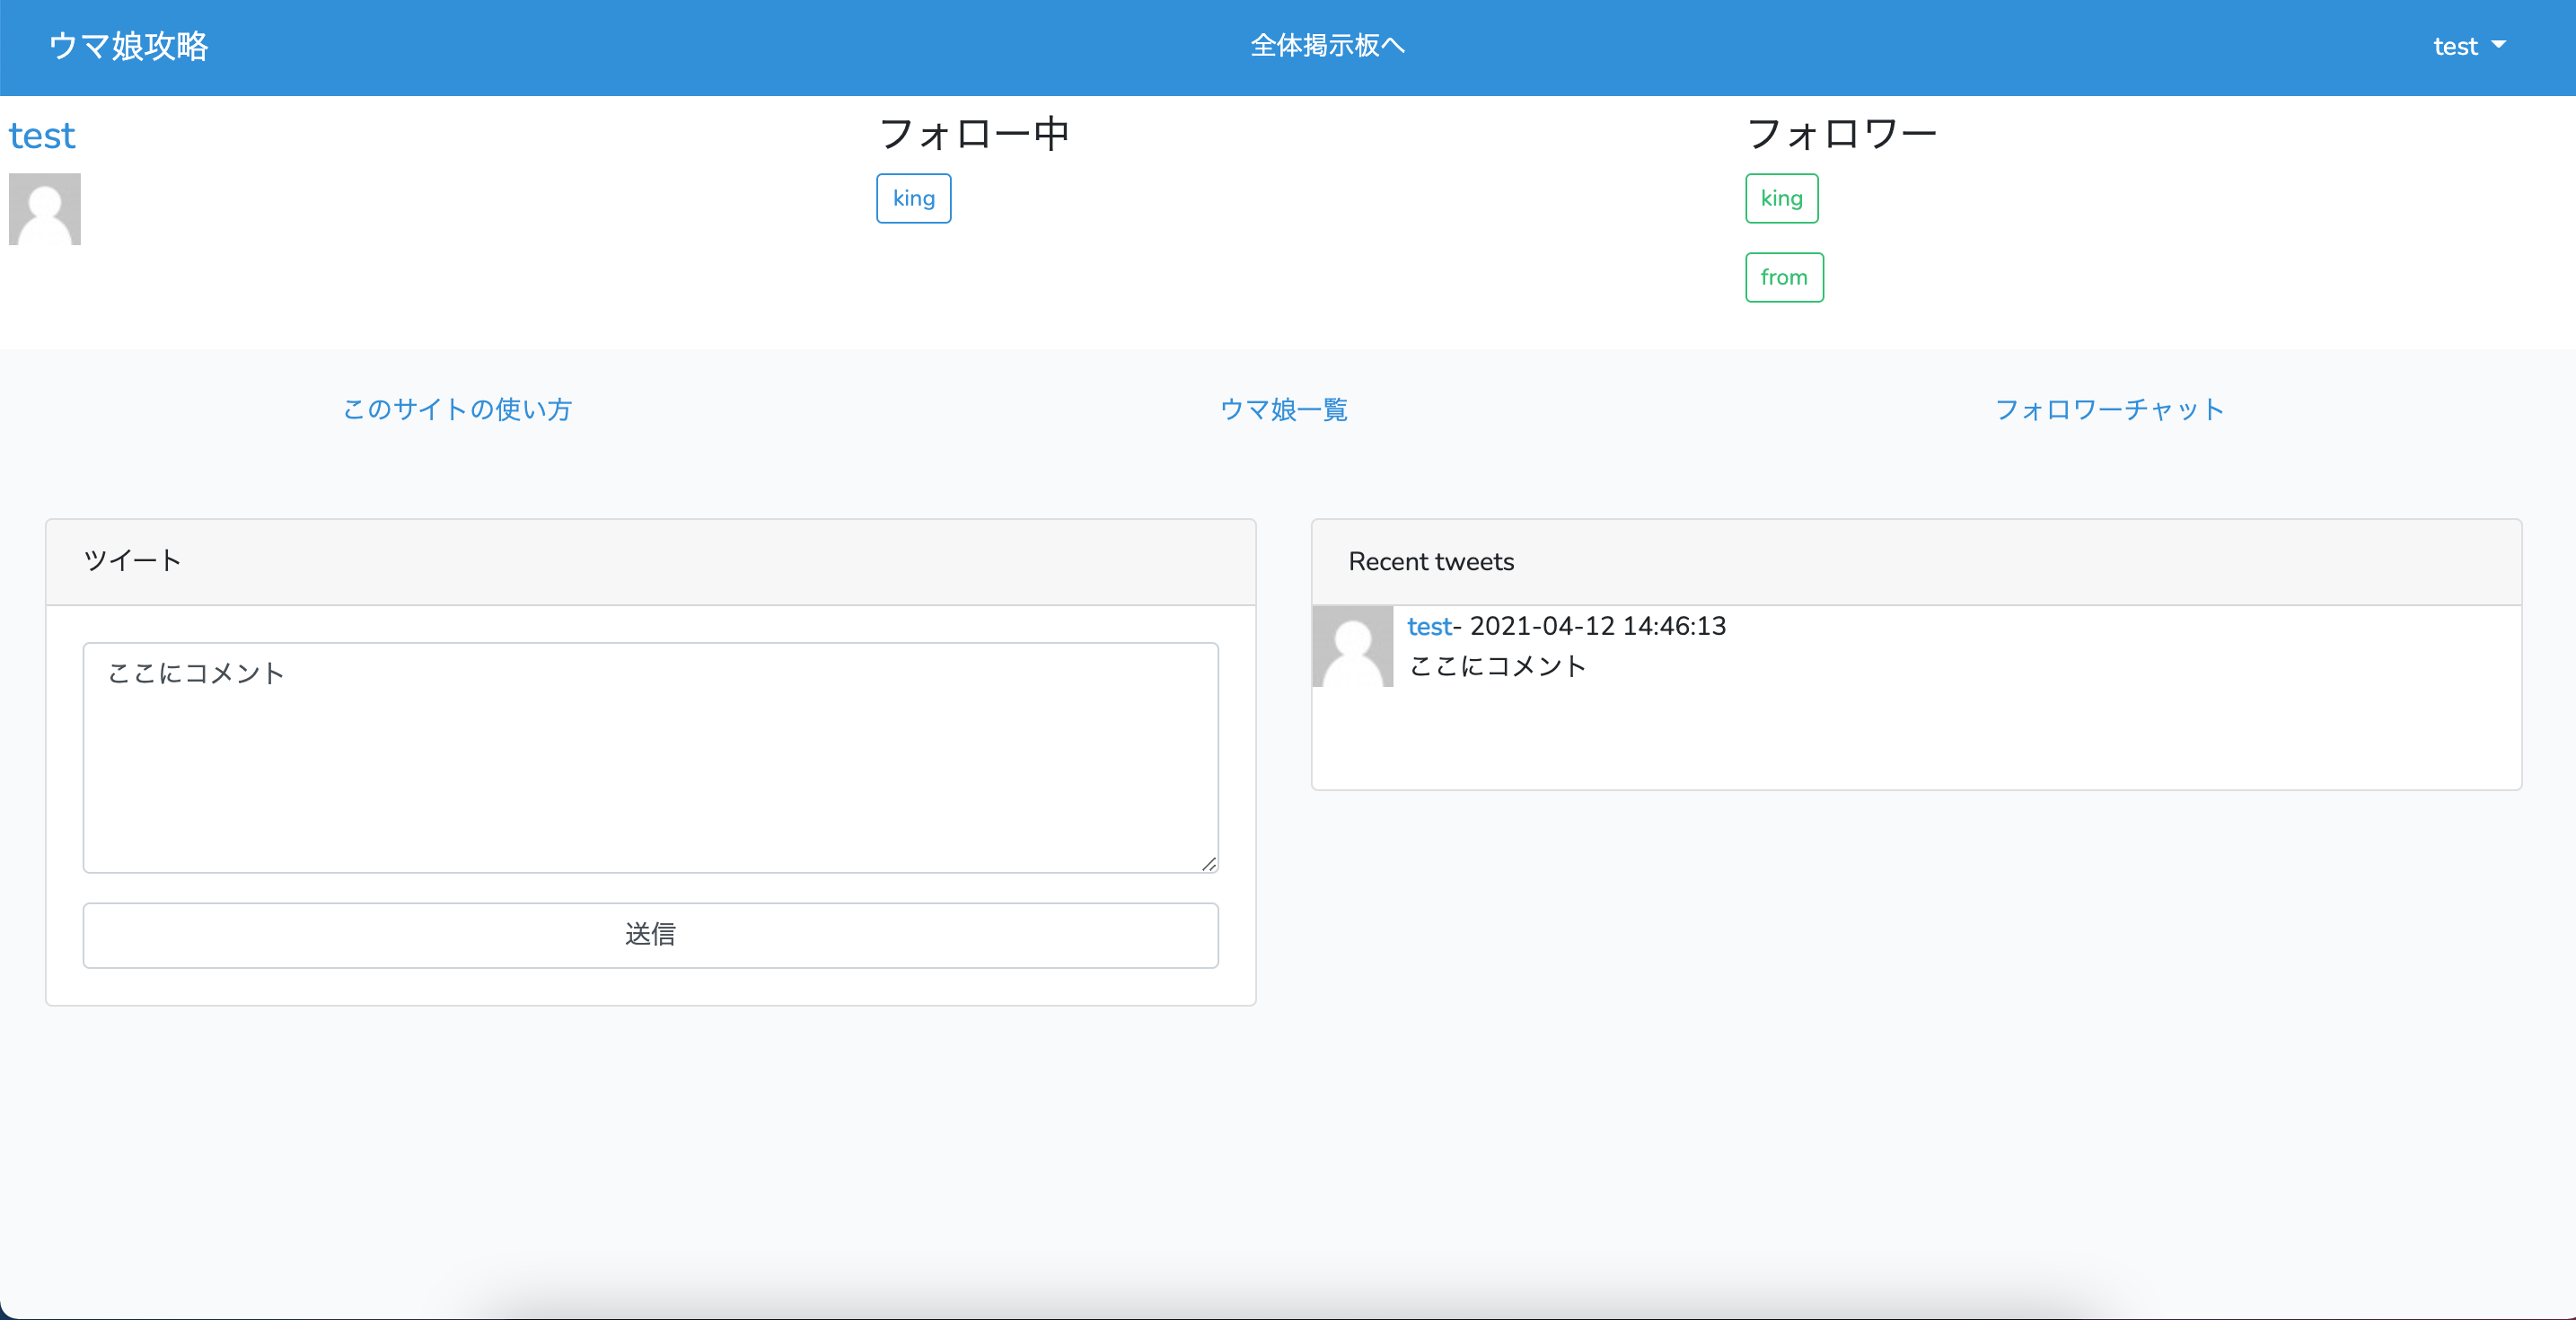 ウマ娘攻略
全体掲示板へ
test
test
フォロー中
king
フォロワー
king
from
このサイトの使い方
ウマ娘一覧
フォロワーチャット
ツイート
ここにコメント
送信
Recent tweets
test- 2021-04-12 14:46:13
ここにコメント